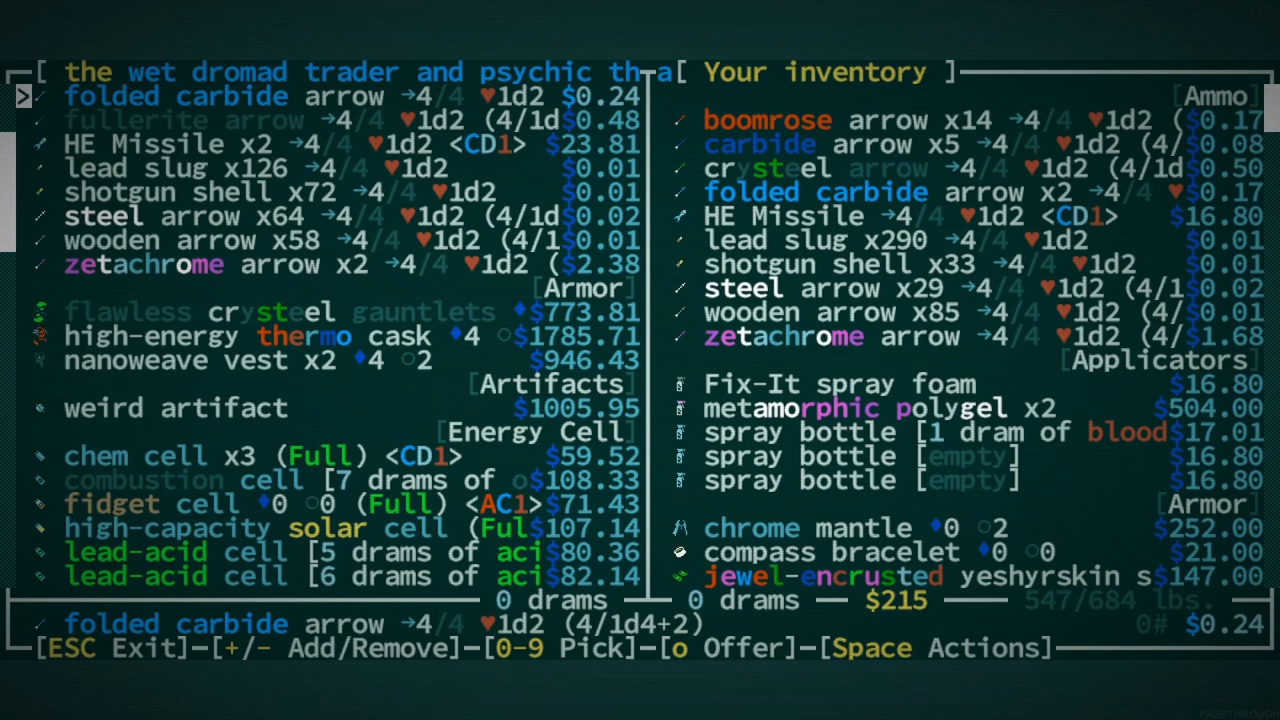 [ the wet dromad trader and psychic th
> folded carbide arrow →4/4 ♥1d2 $0.24
fullerite arrow →4/4 ♥1d2 (4/1d$0.48
HE Missile x2 →4/4 ♥1d2 <CD1> $23.81
lead slug x126 →4/4 ♥1d2 $0.01
shotgun shell x72 →4/4 ♥1d2 $0.01
steel arrow x64 →4/4 ♥1d2 (4/1d$0.02
wooden arrow x58 →4/4 ♥1d2 (4/1$0.01
zetachrome arrow x2 →4/4 ♥1d2 ($2.38
[Armor]
flawless crysteel gauntlets ♦$773.81
high-energy thermo cask ♦4 ○$1785.71
nanoweave vest x2 ♦4 ○2 $946.43
[Artifacts]
weird artifact $1005.95
[Energy Cell]
chem cell x3 (Full) <CD1> $59.52
combustion cell [7 drams of o$108.33
fidget cell ♦0 ○0 (Full) <AC1>$71.43
high-capacity solar cell (Ful$107.14
lead-acid cell [5 drams of aci$80.36
lead-acid cell [6 drams of aci$82.14
0 drams
a[ Your inventory ]
[Ammo]
boomrose arrow x14 →4/4 ♥1d2 ($0.17
carbide arrow x5 →4/4 ♥1d2 (4/$0.08
crysteel arrow →4/4 ♥1d2 (4/1d$0.50
folded carbide arrow x2 →4/4 ♥$0.17
HE Missile →4/4 ♥1d2 <CD1> $16.80
lead slug x290 →4/4 ♥1d2 $0.01
shotgun shell x33 →4/4 ♥1d2 $0.01
steel arrow x29 →4/4 ♥1d2 (4/1$0.02
wooden arrow x85 →4/4 ♥1d2 (4/$0.01
zetachrome arrow →4/4 ♥1d2 (4/$1.68
[Applicators]
Fix-It spray foam $16.80
metamorphic polygel x2 $504.00
spray bottle [1 dram of blood$17.01
spray bottle [empty] $16.80
spray bottle [empty] $16.80
[Armor]
chrome mantle ♦0 ○2 $252.00
compass bracelet ♦0 ○0 $21.00
jewel-encrusted yeshyrskin s$147.00
0 drams — $215 — 547/684 lbs.
folded carbide arrow →4/4 ♥1d2 (4/1d4+2) 0# $0.24
[ESC Exit]—[+/- Add/Remove]—[0-9 Pick]—[o Offer]—[Space Actions]